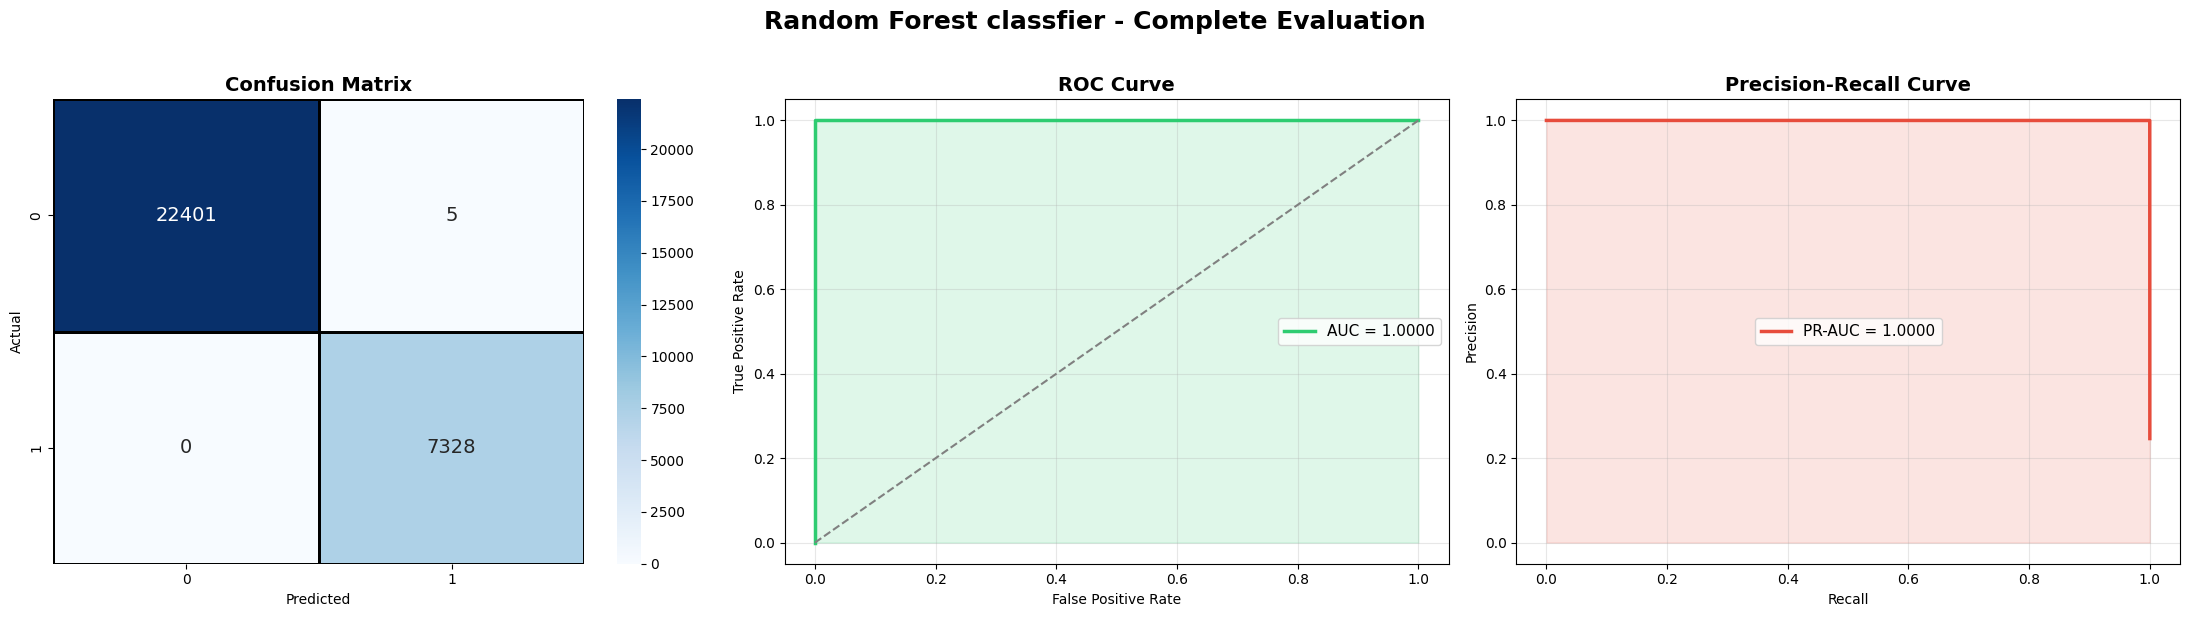 Random Forest classfier - Complete Evaluation
Confusion Matrix
Actual
0
1
22401
5
0
7328
0
1
Predicted
20000
17500
15000
12500
10000
7500
5000
2500
0
ROC Curve
True Positive Rate
1.0
0.8
0.6
0.4
0.2
0.0
AUC = 1.0000
0.0 0.2 0.4 0.6 0.8 1.0
False Positive Rate
Precision-Recall Curve
Precision
1.0
0.8
0.6
0.4
0.2
0.0
PR-AUC = 1.0000
0.0 0.2 0.4 0.6 0.8 1.0
Recall